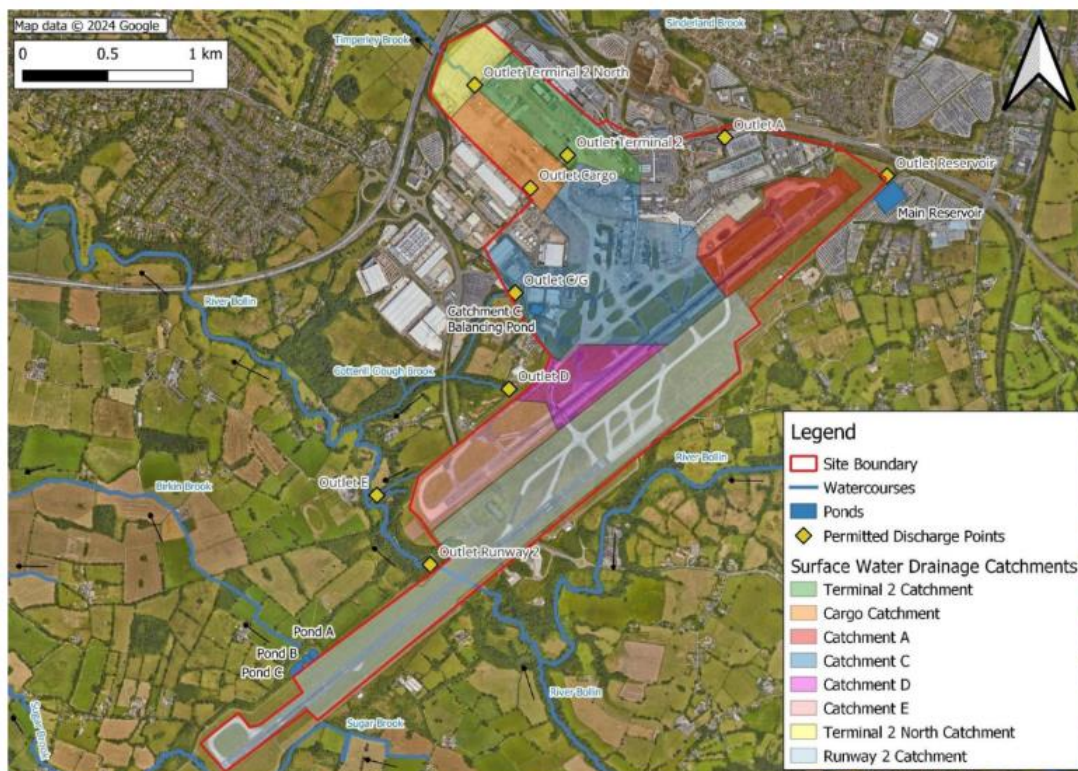 Map data © 2024 Google
0 0.5 1 km
Timperley Brook
Sinderland Brook
Outlet Terminal 2 North
Outlet A
Outlet Terminal 2
Outlet Reservoir
Outlet Cargo
Main Reservoir
Outlet C/G
River Bollin
Catchment C
Balancing Pond
Cotterill Clough Brook
Outlet D
River Bollin
Outlet E
Birkin Brook
Outlet Runway 2
Pond A
Pond B
Pond C
River Bollin
Sugar Brook
Sugar Brook
Legend
Site Boundary
Watercourses
Ponds
Permitted Discharge Points
Surface Water Drainage Catchments
Terminal 2 Catchment
Cargo Catchment
Catchment A
Catchment C
Catchment D
Catchment E
Terminal 2 North Catchment
Runway 2 Catchment